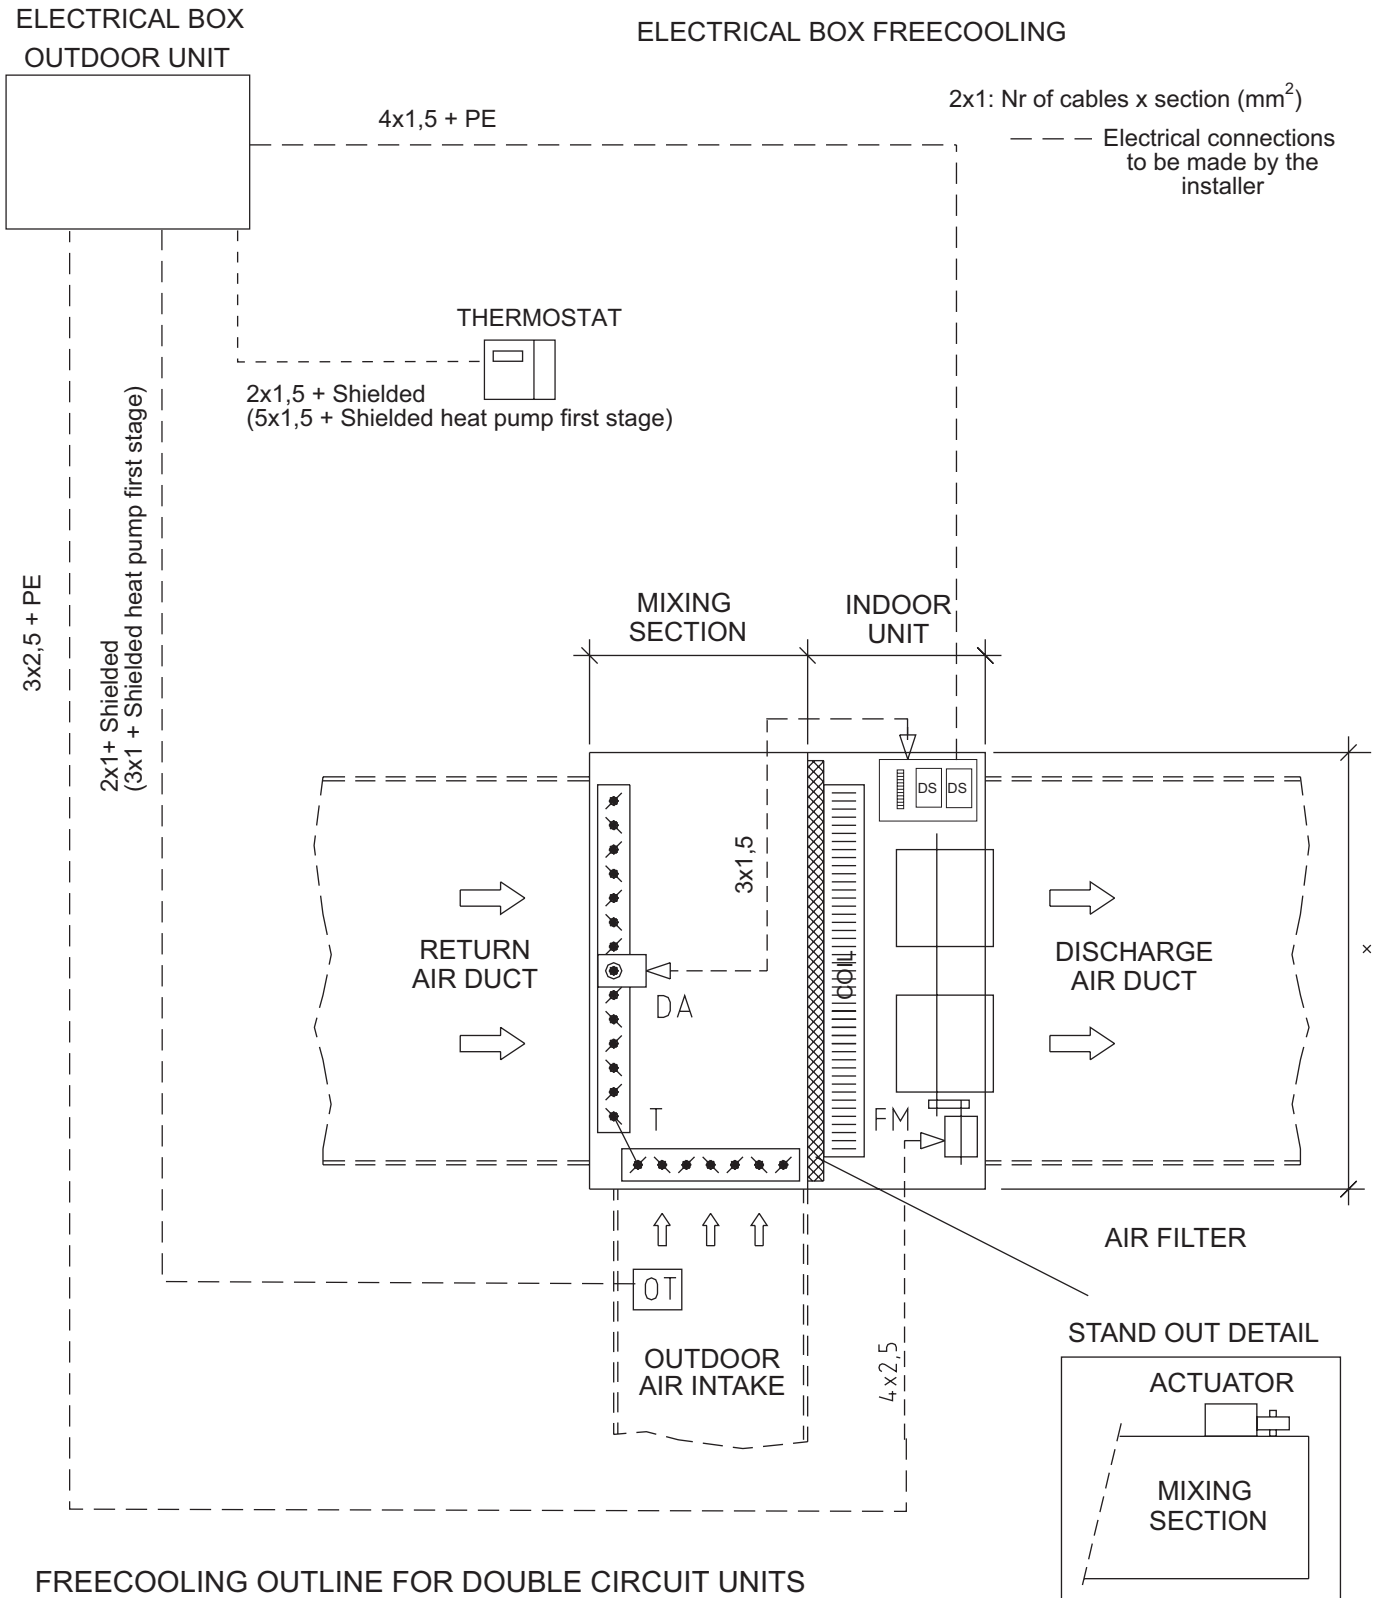 ELECTRICAL BOX
OUTDOOR UNIT
ELECTRICAL BOX FREECOOLING
2x1: Nr of cables x section (mm²)
Electrical connections
to be made by the
installer
4x1,5 + PE
THERMOSTAT
2x1,5 + Shielded
(5x1,5 + Shielded heat pump first stage)
3x2,5 + PE
2x1+ Shielded
(3x1 + Shielded heat pump first stage)
MIXING
SECTION
INDOOR
UNIT
DS
DS
3x1,5
RETURN
AIR DUCT
DA
COIL
DISCHARGE
AIR DUCT
x
T
FM
AIR FILTER
OT
OUTDOOR
AIR INTAKE
4x2,5
STAND OUT DETAIL
ACTUATOR
MIXING
SECTION
FREECOOLING OUTLINE FOR DOUBLE CIRCUIT UNITS